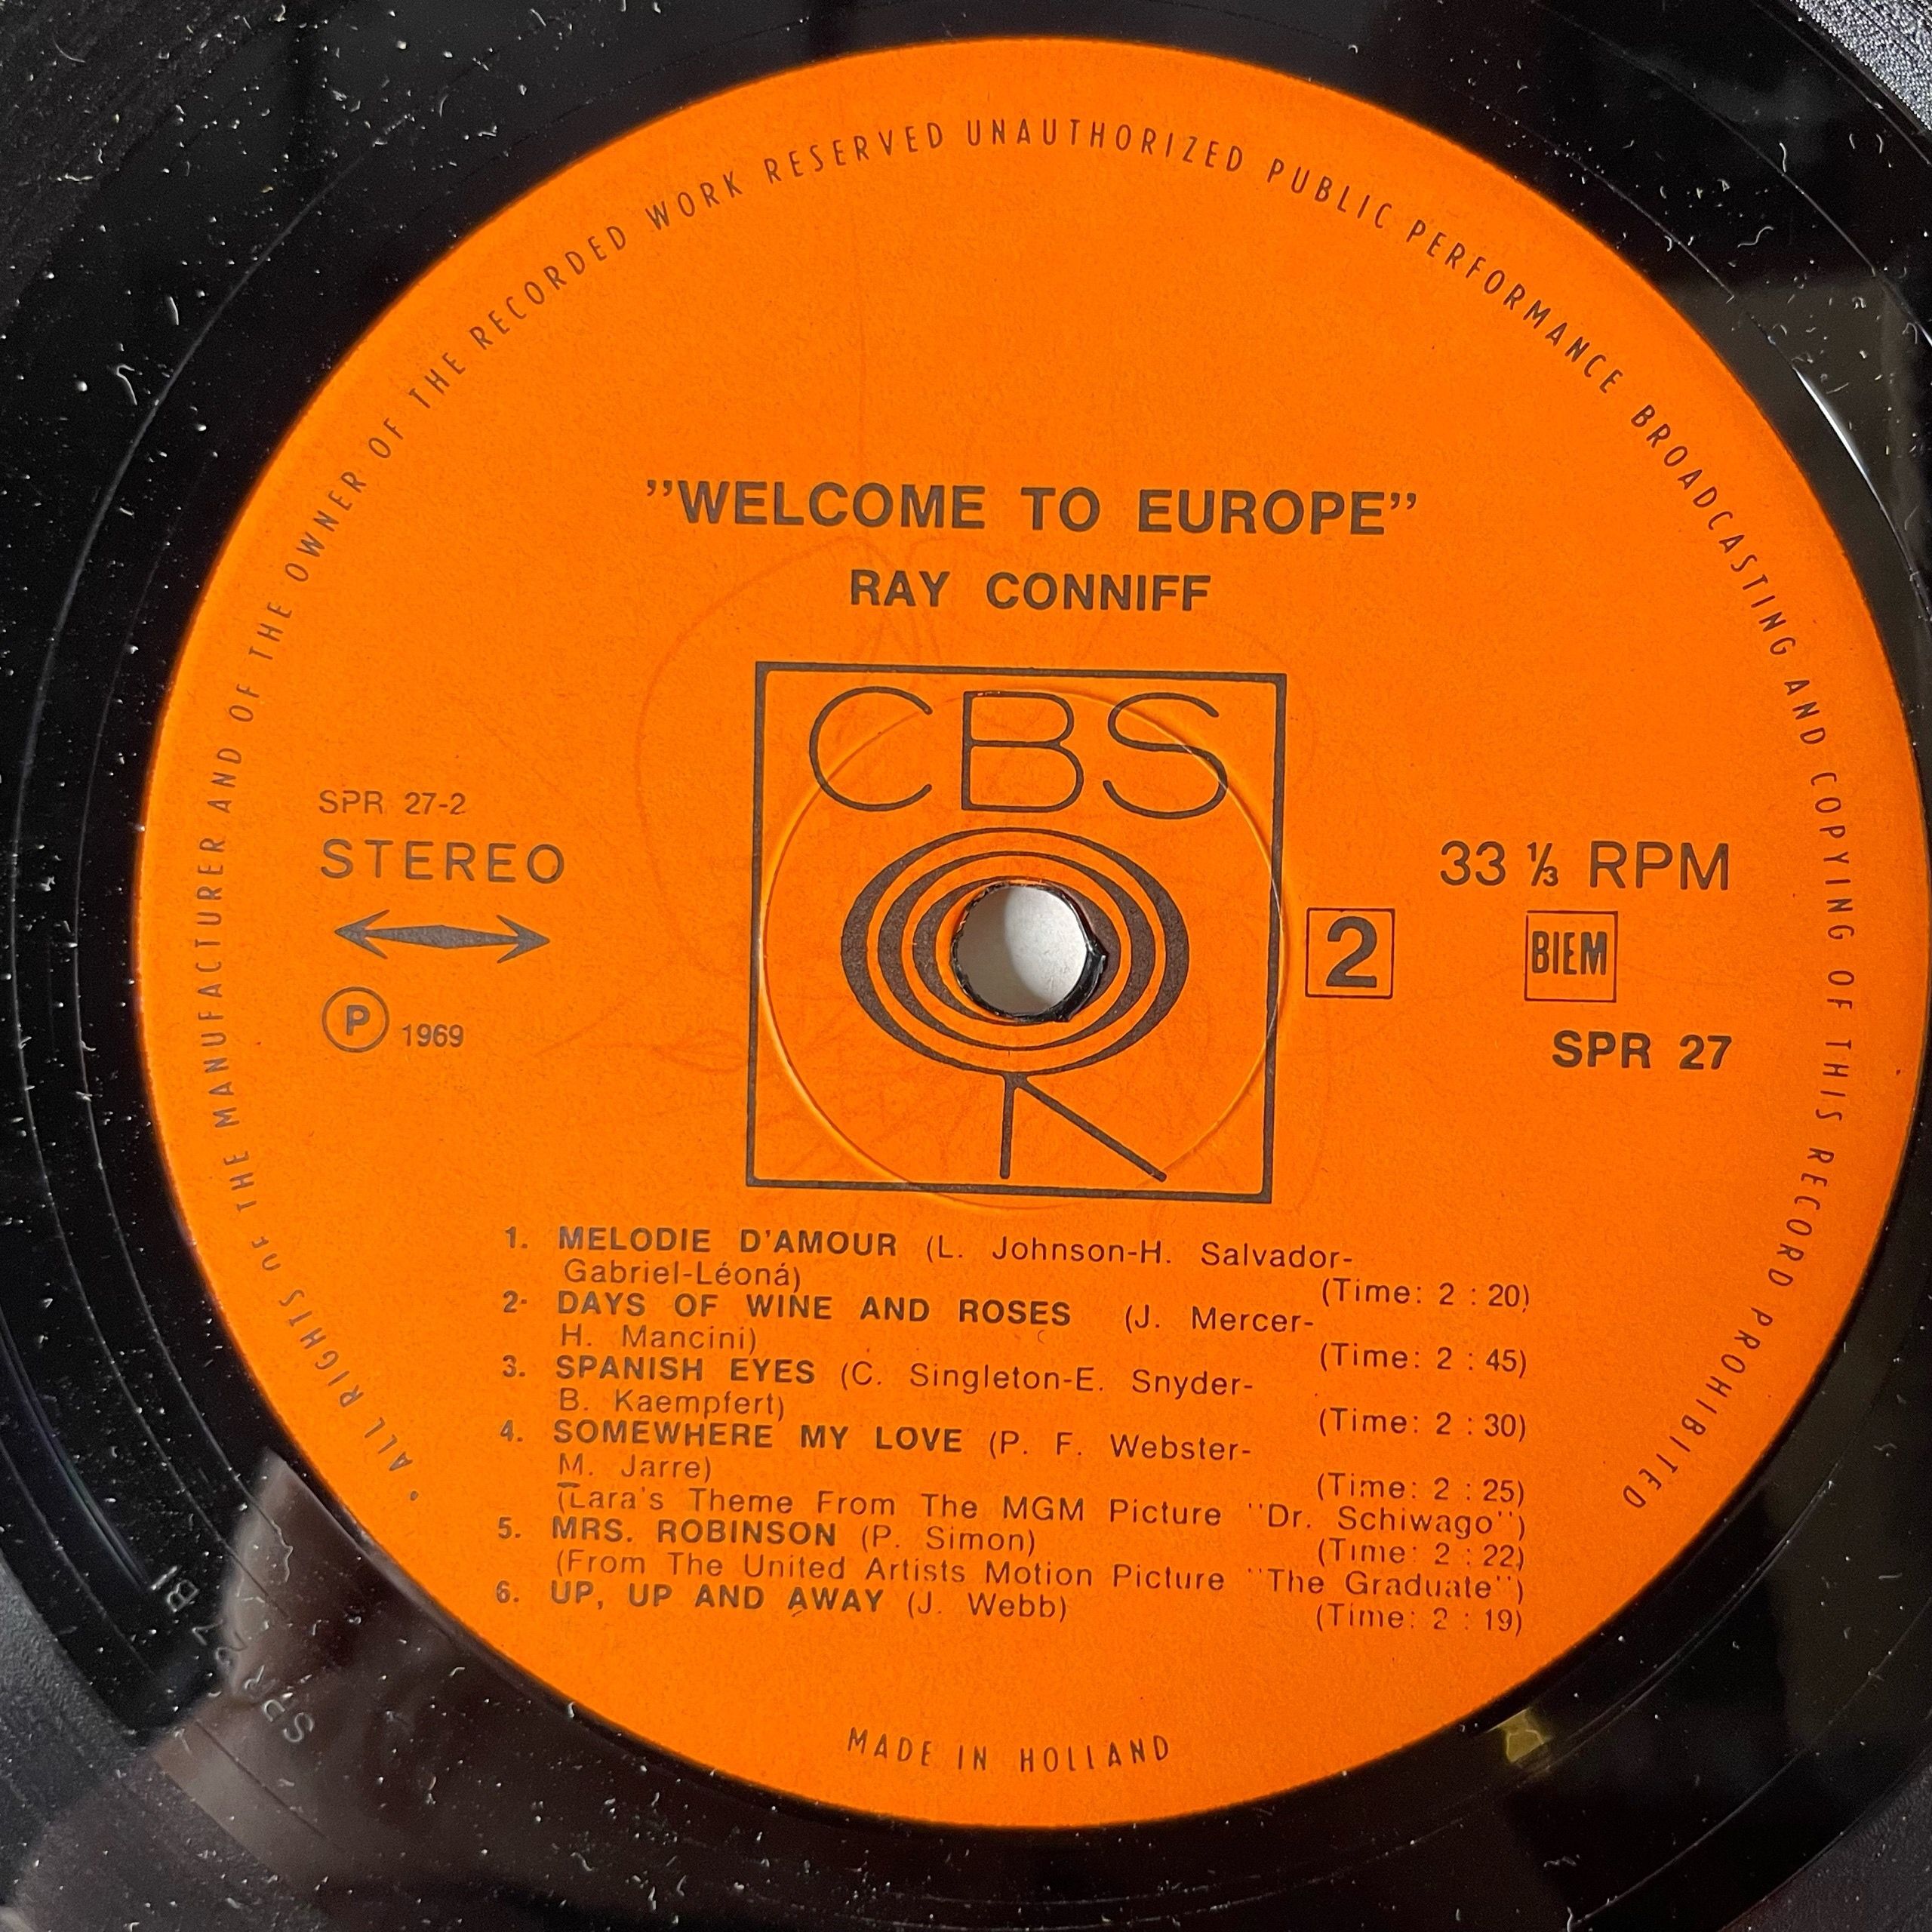 • ALL RIGHTS OF THE MANUFACTURER AND OF THE OWNER OF THE RECORDED WORK RESERVED UNAUTHORIZED PUBLIC PERFORMANCE BROADCASTING AND COPYING OF THIS RECORD PROHIBITED
"WELCOME TO EUROPE"
RAY CONNIFF
CBS
SPR 27-2
STEREO
Ⓟ 1969
33 ⅓ RPM
2
BIEM
SPR 27
1. MELODIE D'AMOUR (L. Johnson-H. Salvador-
Gabriel-Léoná) (Time: 2 : 20)
2. DAYS OF WINE AND ROSES (J. Mercer-
H. Mancini) (Time: 2 : 45)
3. SPANISH EYES (C. Singleton-E. Snyder-
B. Kaempfert) (Time: 2 : 30)
4. SOMEWHERE MY LOVE (P. F. Webster-
M. Jarre) (Time: 2 : 25)
(Lara's Theme From The MGM Picture "Dr. Schiwago")
5. MRS. ROBINSON (P. Simon) (Time: 2 : 22)
(From The United Artists Motion Picture "The Graduate")
6. UP, UP AND AWAY (J. Webb) (Time: 2 : 19)
MADE IN HOLLAND
SPR 27